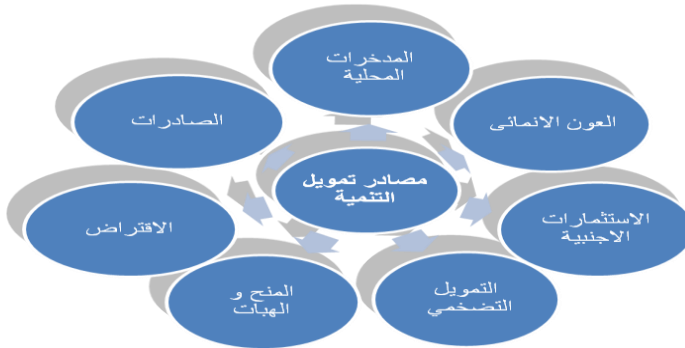 المدخرات
المحلية
العون الانمائى
الاستثمارات
الاجنبية
التمويل
التضخمي
المنح و
الهبات
الاقتراض
الصادرات
مصادر تمويل
التنمية